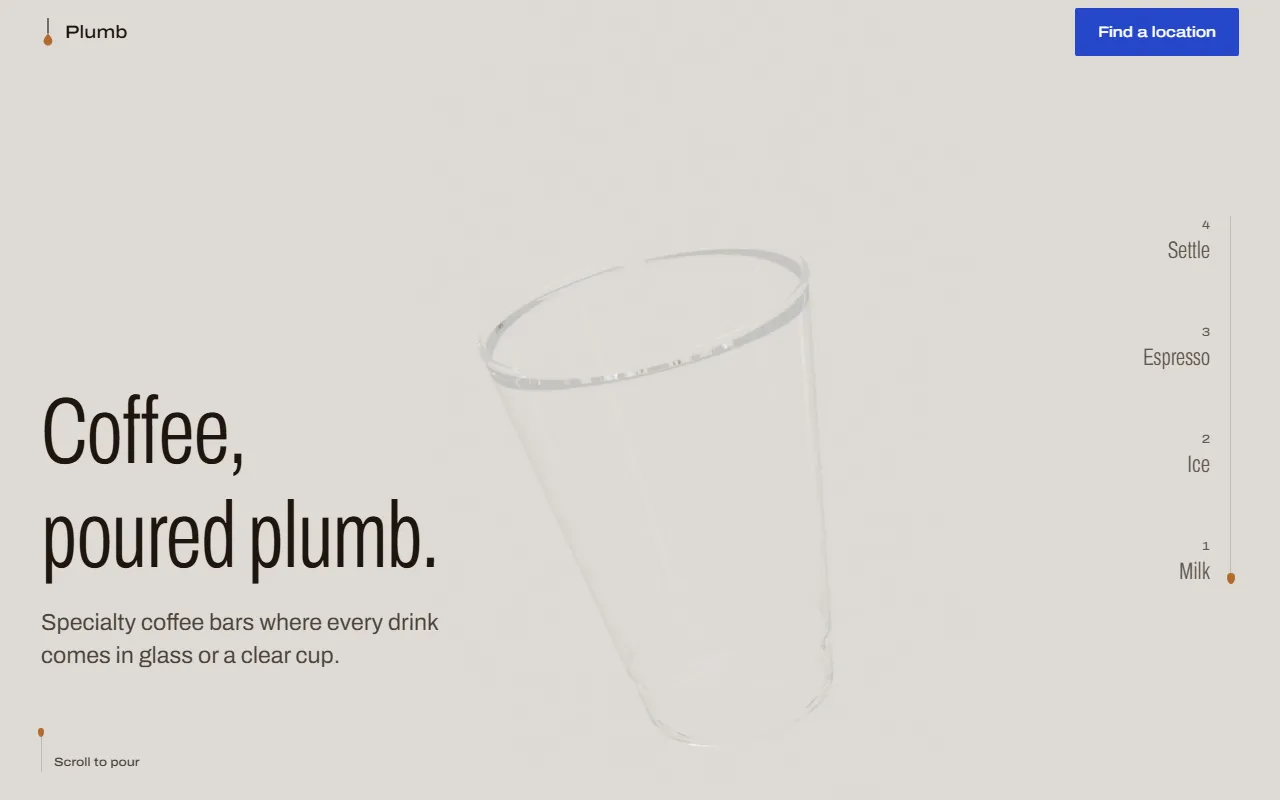 Plumb
Find a location
Coffee,
poured plumb.
Specialty coffee bars where every drink
comes in glass or a clear cup.
Scroll to pour
4
Settle
3
Espresso
2
Ice
1
Milk